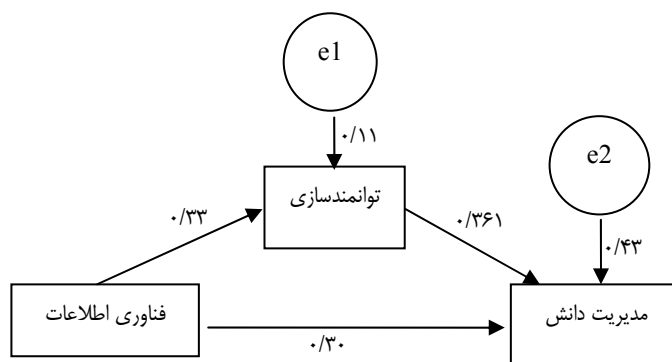 e1
۰/۱۱
e2
توانمندسازی
۰/۳۳
۰/۳۶۱
۰/۴۳
فناوری اطلاعات
مدیریت دانش
۰/۳۰